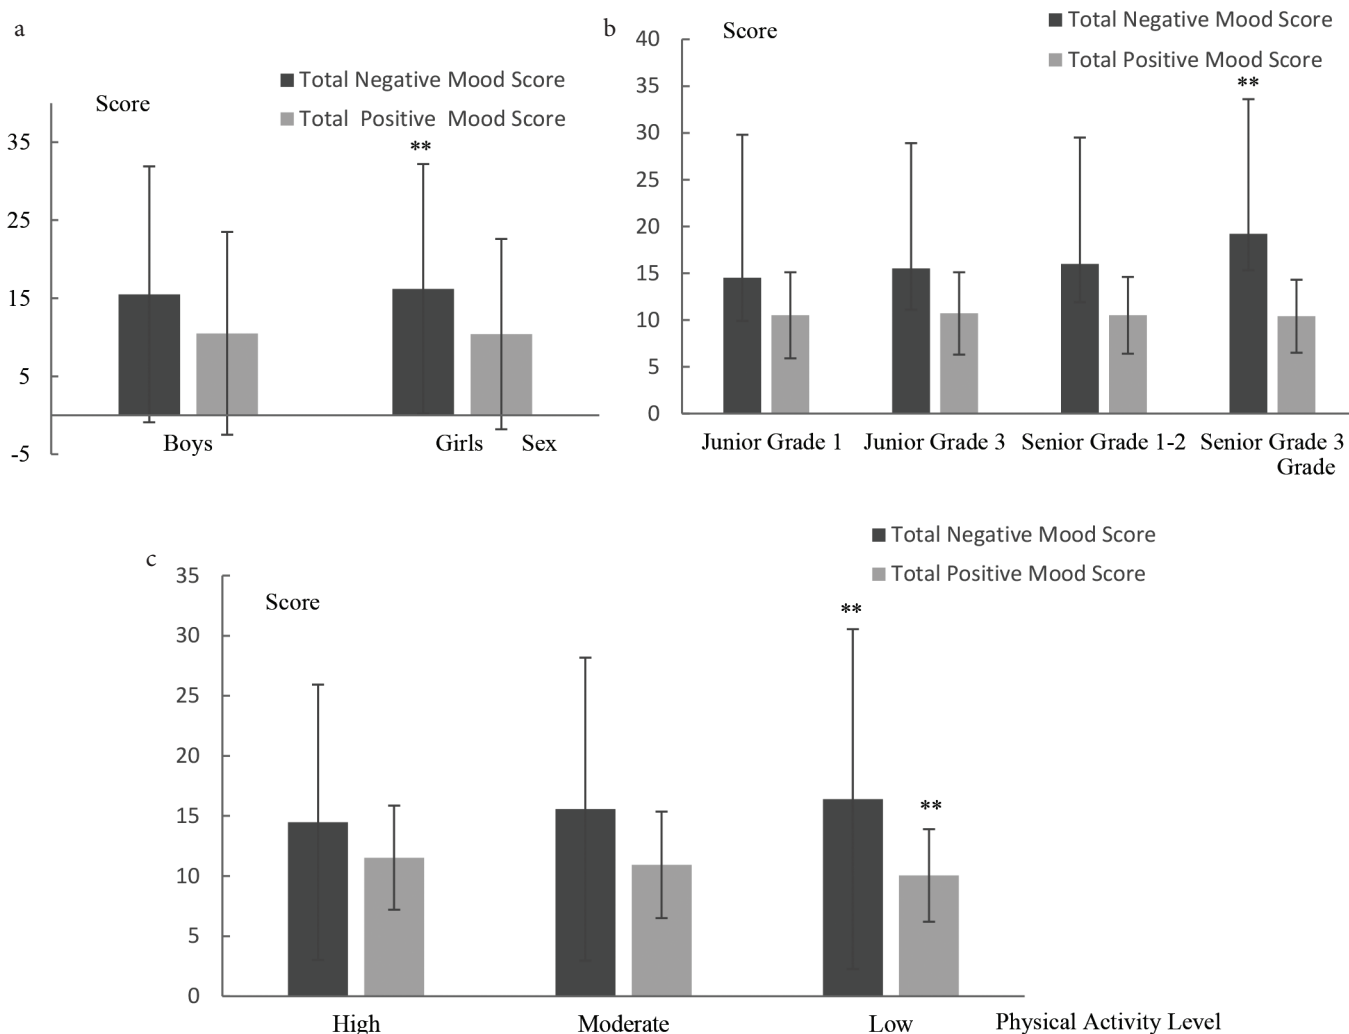 a
Total Negative Mood Score
Total Positive Mood Score
Score
**
35
25
15
5
-5
Boys
Girls
Sex
b
Score
Total Negative Mood Score
Total Positive Mood Score
**
40
35
30
25
20
15
10
5
0
Junior Grade 1
Junior Grade 3
Senior Grade 1-2
Senior Grade 3
Grade
c
Total Negative Mood Score
Total Positive Mood Score
Score
**
**
35
30
25
20
15
10
5
0
High
Moderate
Low
Physical Activity Level